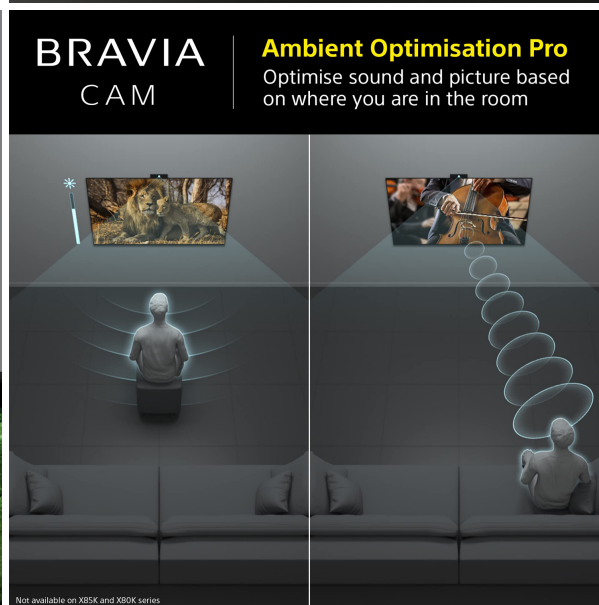 BRAVIA
CAM
Ambient Optimisation Pro
Optimise sound and picture based
on where you are in the room
Not available on X85K and X80K series